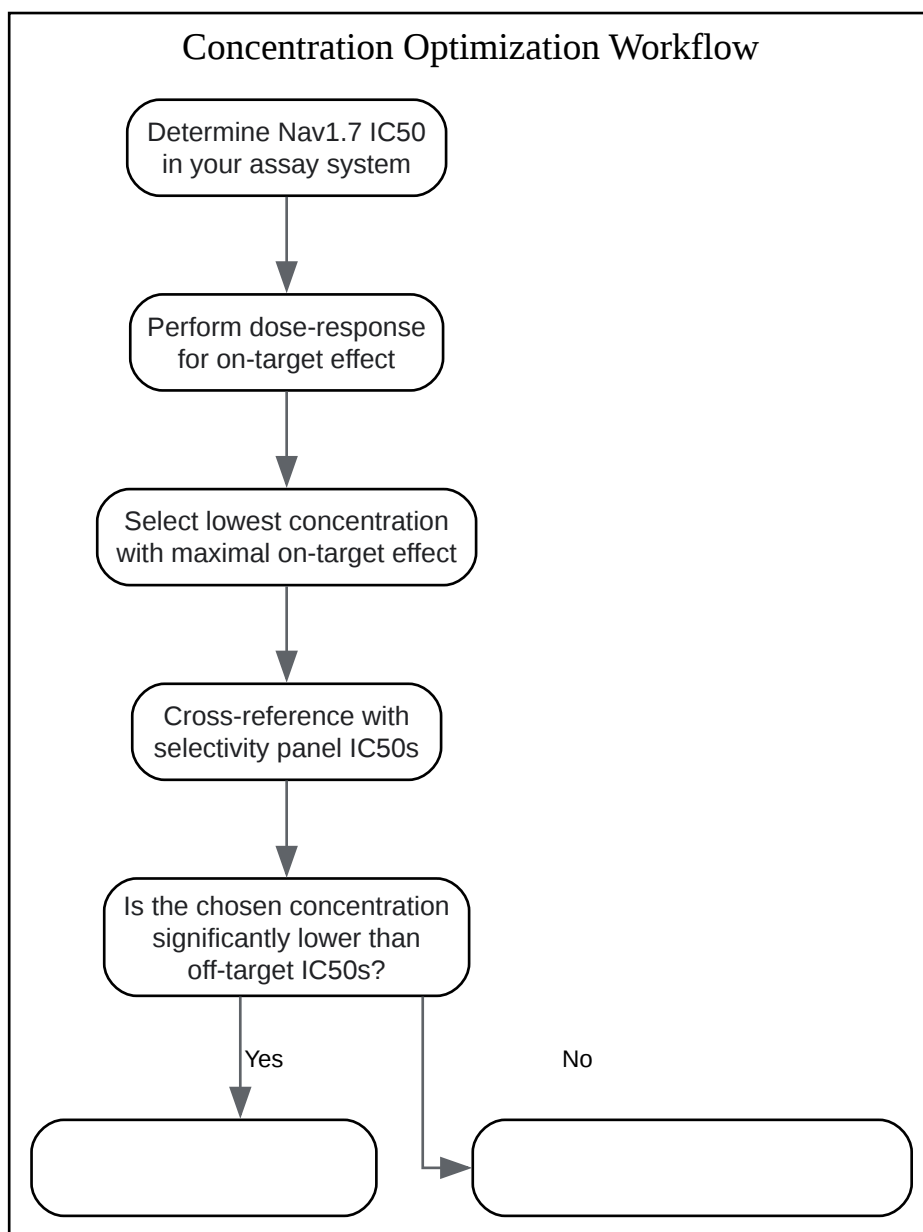 Concentration Optimization Workflow
Determine Nav1.7 IC50
in your assay system
Perform dose-response
for on-target effect
Select lowest concentration
with maximal on-target effect
Cross-reference with
selectivity panel IC50s
Is the chosen concentration
significantly lower than
off-target IC50s?
Yes
No